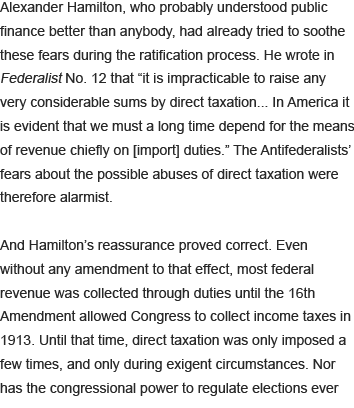 Alexander Hamilton, who probably understood public
finance better than anybody, had already tried to soothe
these fears during the ratification process. He wrote in
Federalist No. 12 that “it is impracticable to raise any
very considerable sums by direct taxation... In America it
is evident that we must a long time depend for the means
of revenue chiefly on [import] duties.” The Antifederalists’
fears about the possible abuses of direct taxation were
therefore alarmist.

And Hamilton’s reassurance proved correct. Even
without any amendment to that effect, most federal
revenue was collected through duties until the 16th
Amendment allowed Congress to collect income taxes in
1913. Until that time, direct taxation was only imposed a
few times, and only during exigent circumstances. Nor
has the congressional power to regulate elections ever